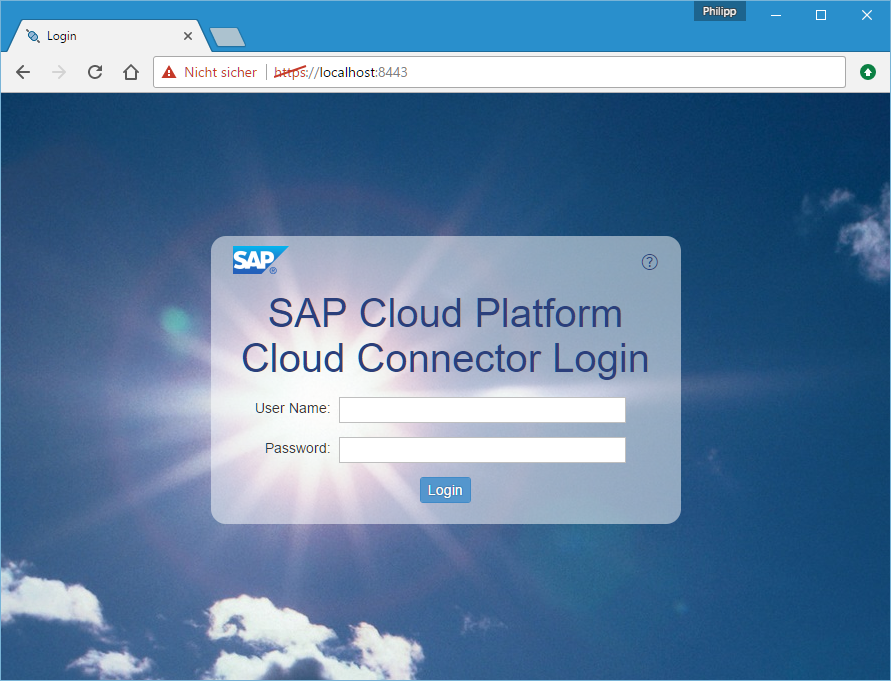 Philipp
Login
Nicht sicher https://localhost:8443
SAP®
?
SAP Cloud Platform
Cloud Connector Login
User Name:
Password:
Login